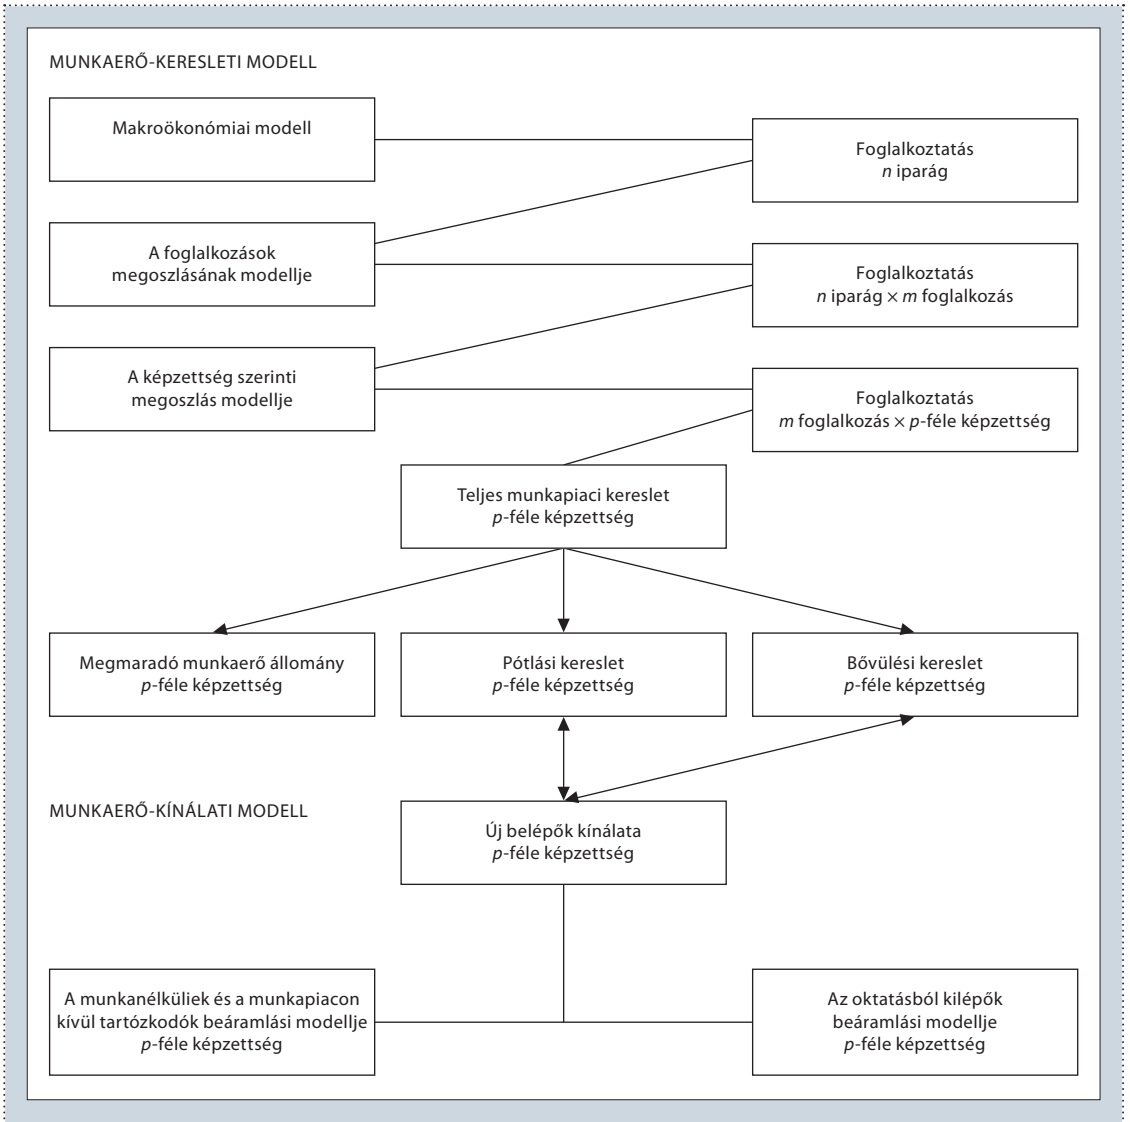 MUNKAERŐ-KERESLETI MODELL
Makroökonómiai modell
Foglalkoztatás
n iparág
A foglalkozások
megoszlásának modellje
Foglalkoztatás
n iparág × m foglalkozás
A képzettség szerinti
megoszlás modellje
Foglalkoztatás
m foglalkozás × p-féle képzettség
Teljes munkapiaci kereslet
p-féle képzettség
Megmaradó munkaerő állomány
p-féle képzettség
Pótlási kereslet
p-féle képzettség
Bővülési kereslet
p-féle képzettség
MUNKAERŐ-KÍNÁLATI MODELL
Új belépők kínálata
p-féle képzettség
A munkanélküliek és a munkapiacon
kívül tartózkodók beáramlási modellje
p-féle képzettség
Az oktatásból kilépők
beáramlási modellje
p-féle képzettség